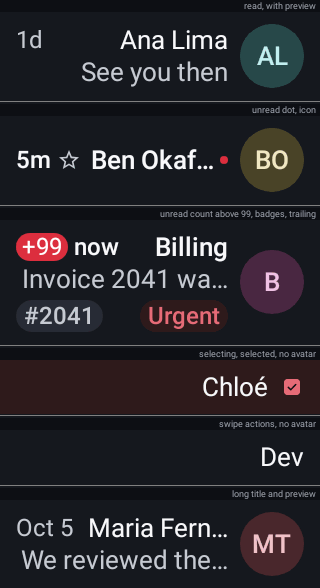 read, with preview
1d Ana Lima AL
See you then
unread dot, icon
5m Ben Okaf... BO
unread count above 99, badges, trailing
+99 now Billing B
Invoice 2041 wa...
#2041 Urgent
selecting, selected, no avatar
Chloé
swipe actions, no avatar
Dev
long title and preview
Oct 5 Maria Fern... MT
We reviewed the...